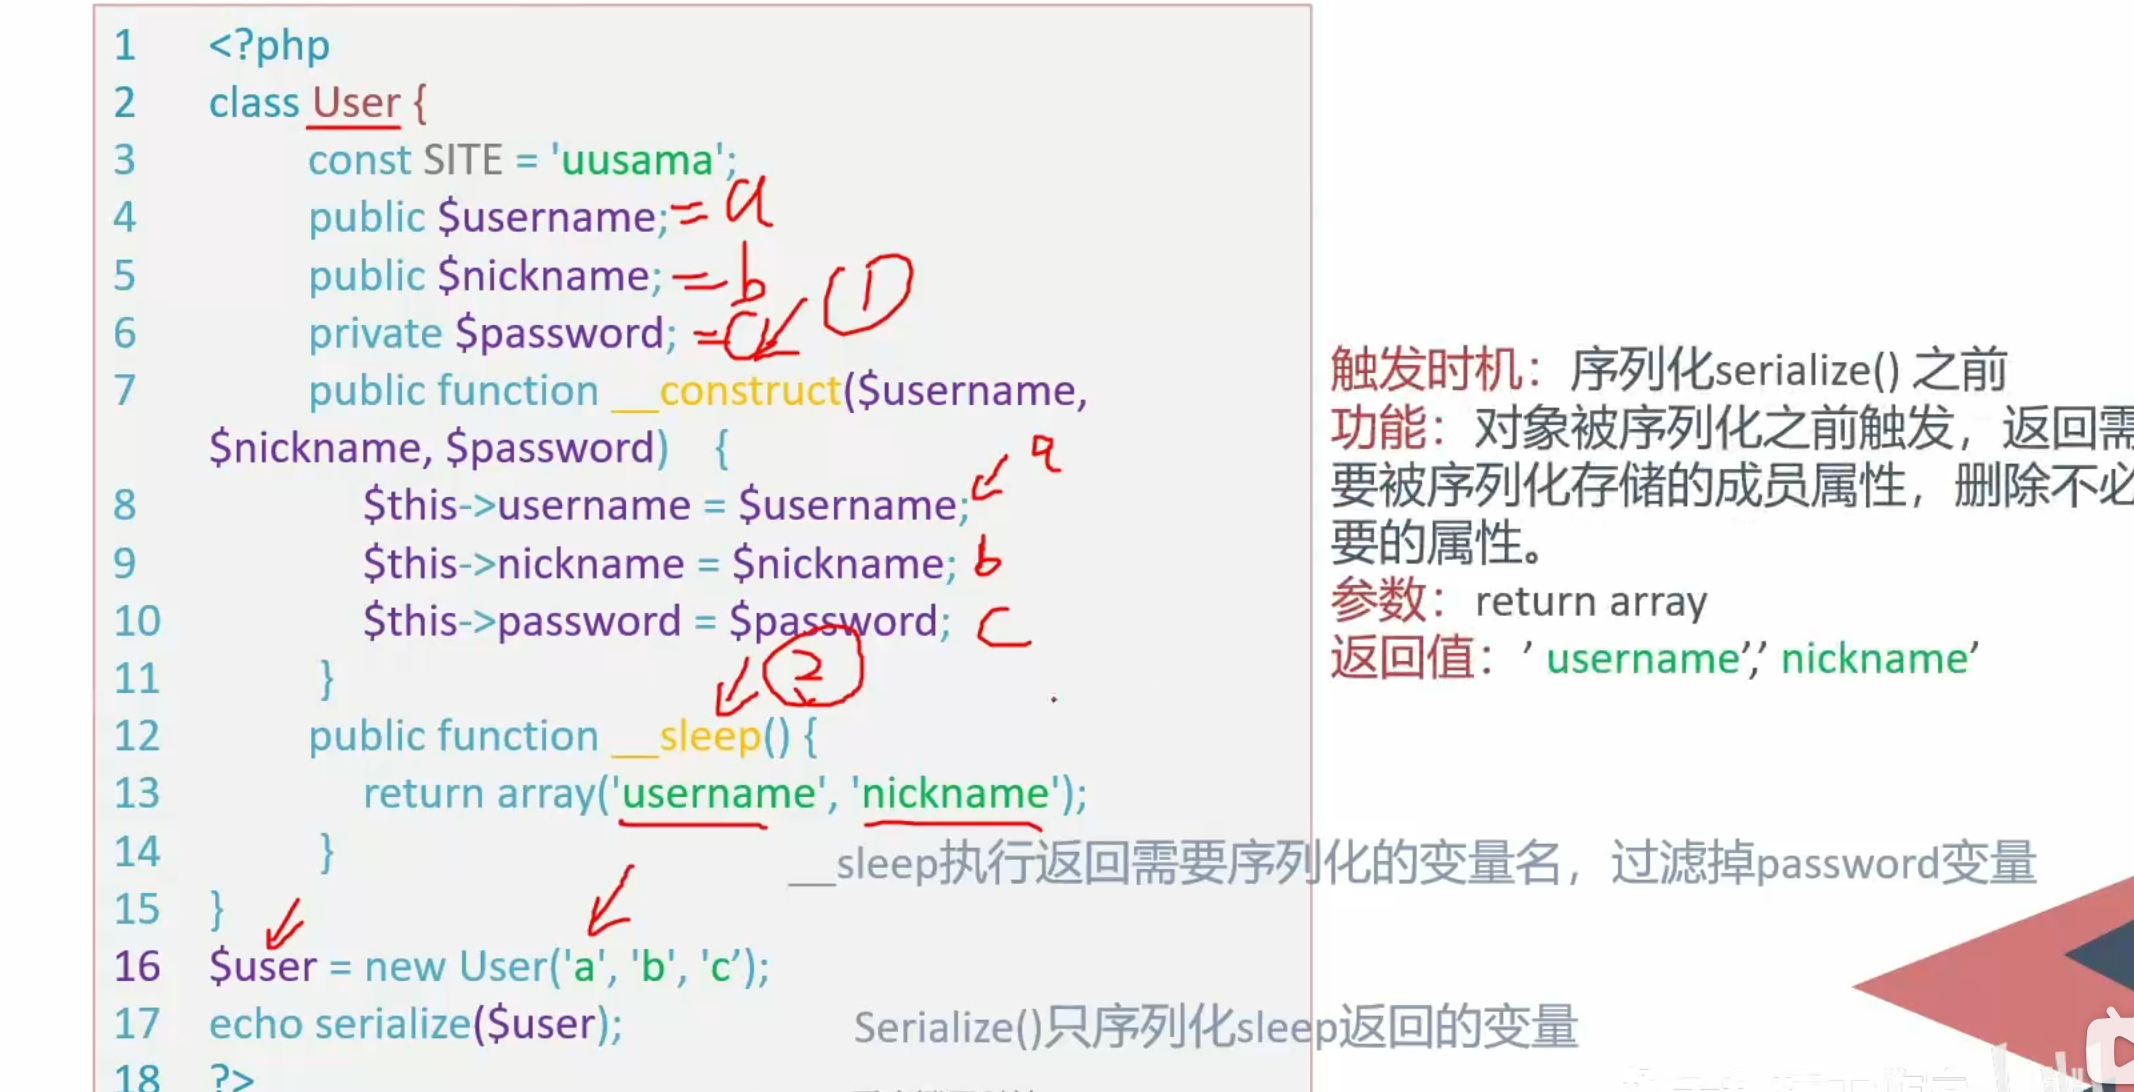 1 <?php
2 class User {
3 const SITE = 'uusama';
4 public $username; = a
5 public $nickname; = b ①
6 private $password; = c
7 public function __construct($username,
$nickname, $password) {
8 $this->username = $username; a
9 $this->nickname = $nickname; b
10 $this->password = $password; c
11 } ②
12 public function __sleep() {
13 return array('username', 'nickname');
14 }
15 }
16 $user = new User('a', 'b', 'c’);
17 echo serialize($user);
18 ?>
触发时机：序列化serialize() 之前
功能：对象被序列化之前触发，返回需
要被序列化存储的成员属性，删除不必
要的属性。
参数：return array
返回值：’ username’,’ nickname’
__sleep执行返回需要序列化的变量名，过滤掉password变量
Serialize()只序列化sleep返回的变量